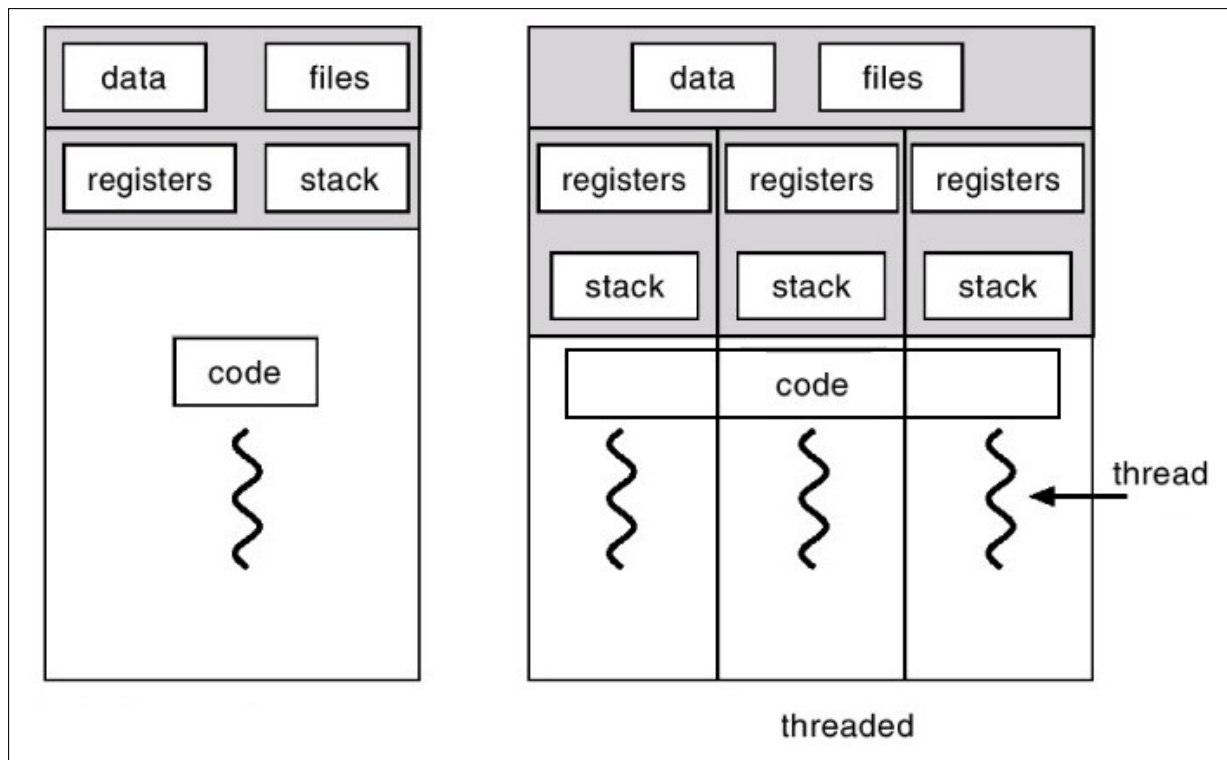 data files
registers stack
code
data files
registers registers registers
stack stack stack
code
thread
threaded